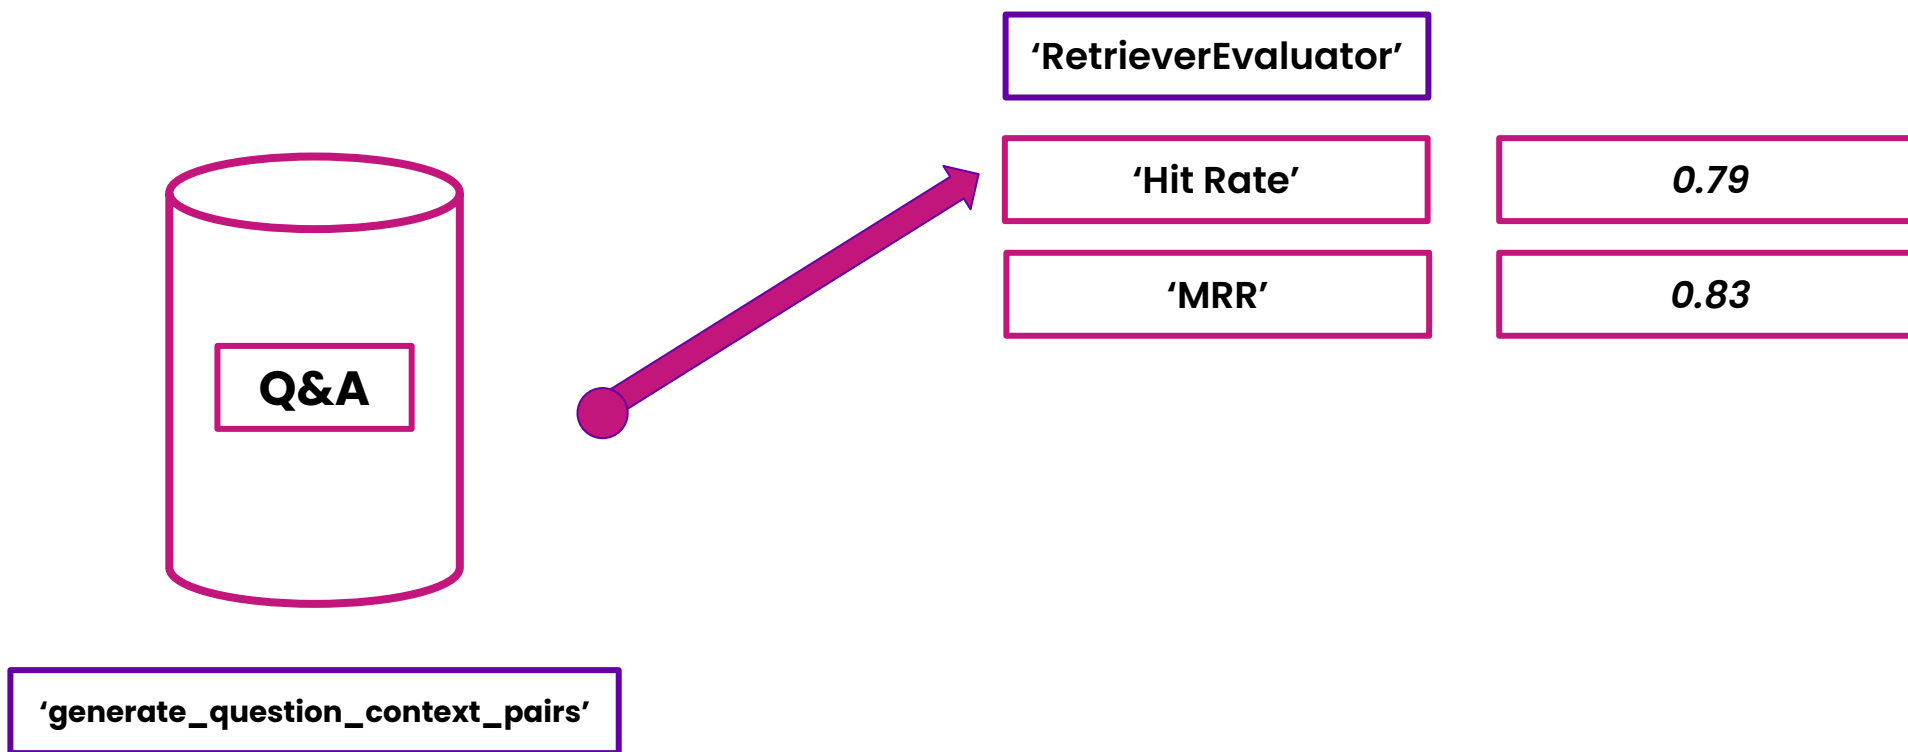 ‘RetrieverEvaluator’
‘Hit Rate’
0.79
‘MRR’
0.83
Q&A
‘generate_question_context_pairs’